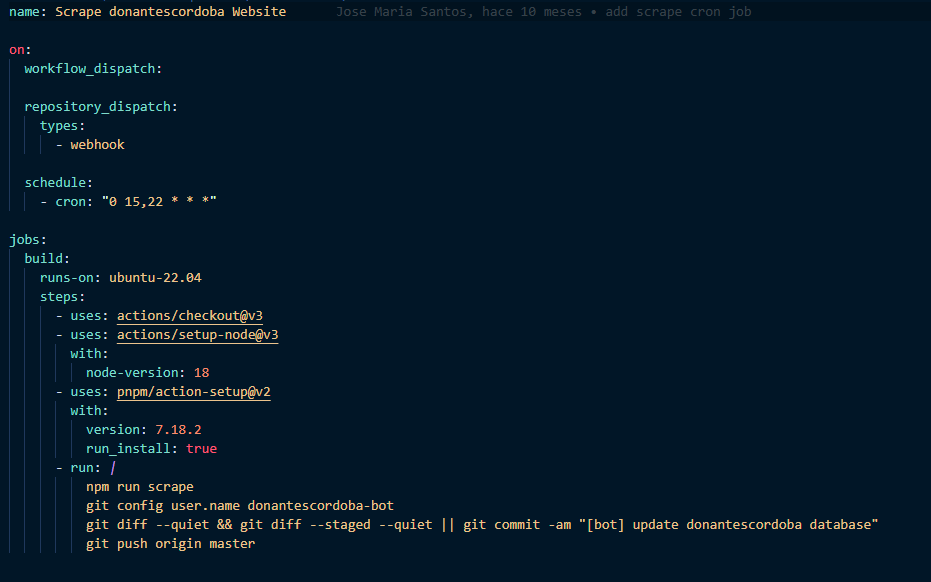 name: Scrape donantescordoba Website Jose Maria Santos, hace 10 meses • add scrape cron job
on:
workflow_dispatch:
repository_dispatch:
types:
- webhook
schedule:
- cron: "0 15,22 * * *"
jobs:
build:
runs-on: ubuntu-22.04
steps:
- uses: actions/checkout@v3
- uses: actions/setup-node@v3
with:
node-version: 18
- uses: pnpm/action-setup@v2
with:
version: 7.18.2
run_install: true
- run: |
npm run scrape
git config user.name donantescordoba-bot
git diff --quiet && git diff --staged --quiet || git commit -am "[bot] update donantescordoba database"
git push origin master